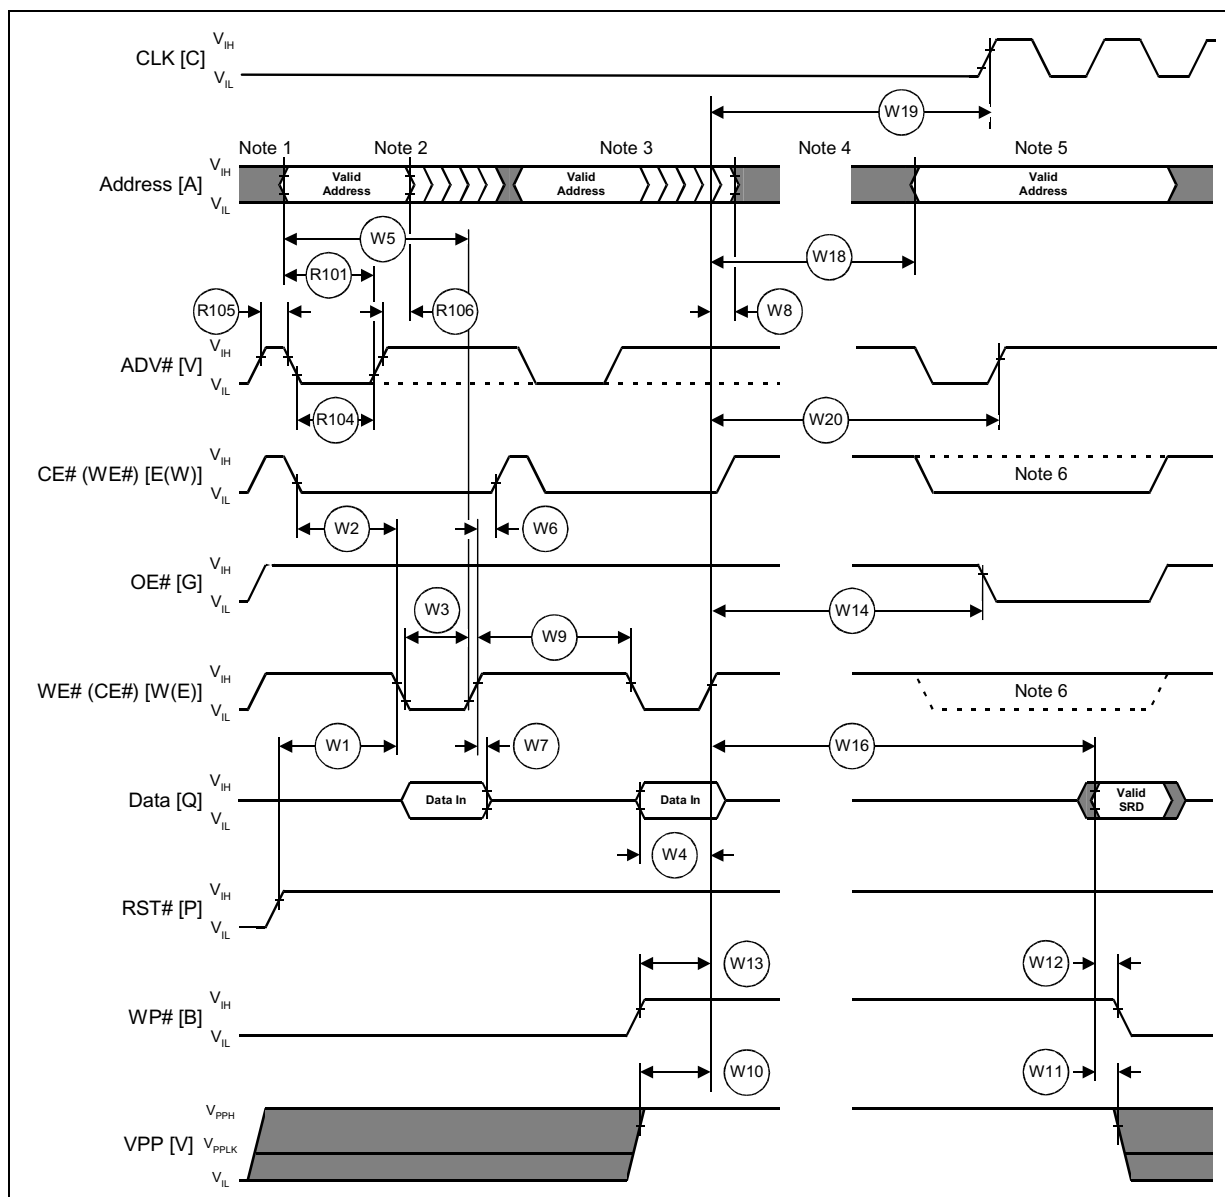 V_IH
CLK [C]
V_IL
W19
Note 1 Note 2 Note 3 Note 4 Note 5
V_IH
Address [A]
Valid Address
Valid Address
Valid Address
V_IL
W5
W18
R101
R105
R106
W8
V_IH
ADV# [V]
V_IL
R104
W20
V_IH
CE# (WE#) [E(W)]
Note 6
V_IL
W2
W6
V_IH
OE# [G]
V_IL
W3
W14
W9
V_IH
WE# (CE#) [W(E)]
Note 6
V_IL
W1
W7
W16
V_IH
Data [Q]
Data In
Data In
Valid SRD
V_IL
W4
V_IH
RST# [P]
V_IL
W13
W12
V_IH
WP# [B]
V_IL
W10
W11
V_PPH
VPP [V]
V_PPLK
V_IL